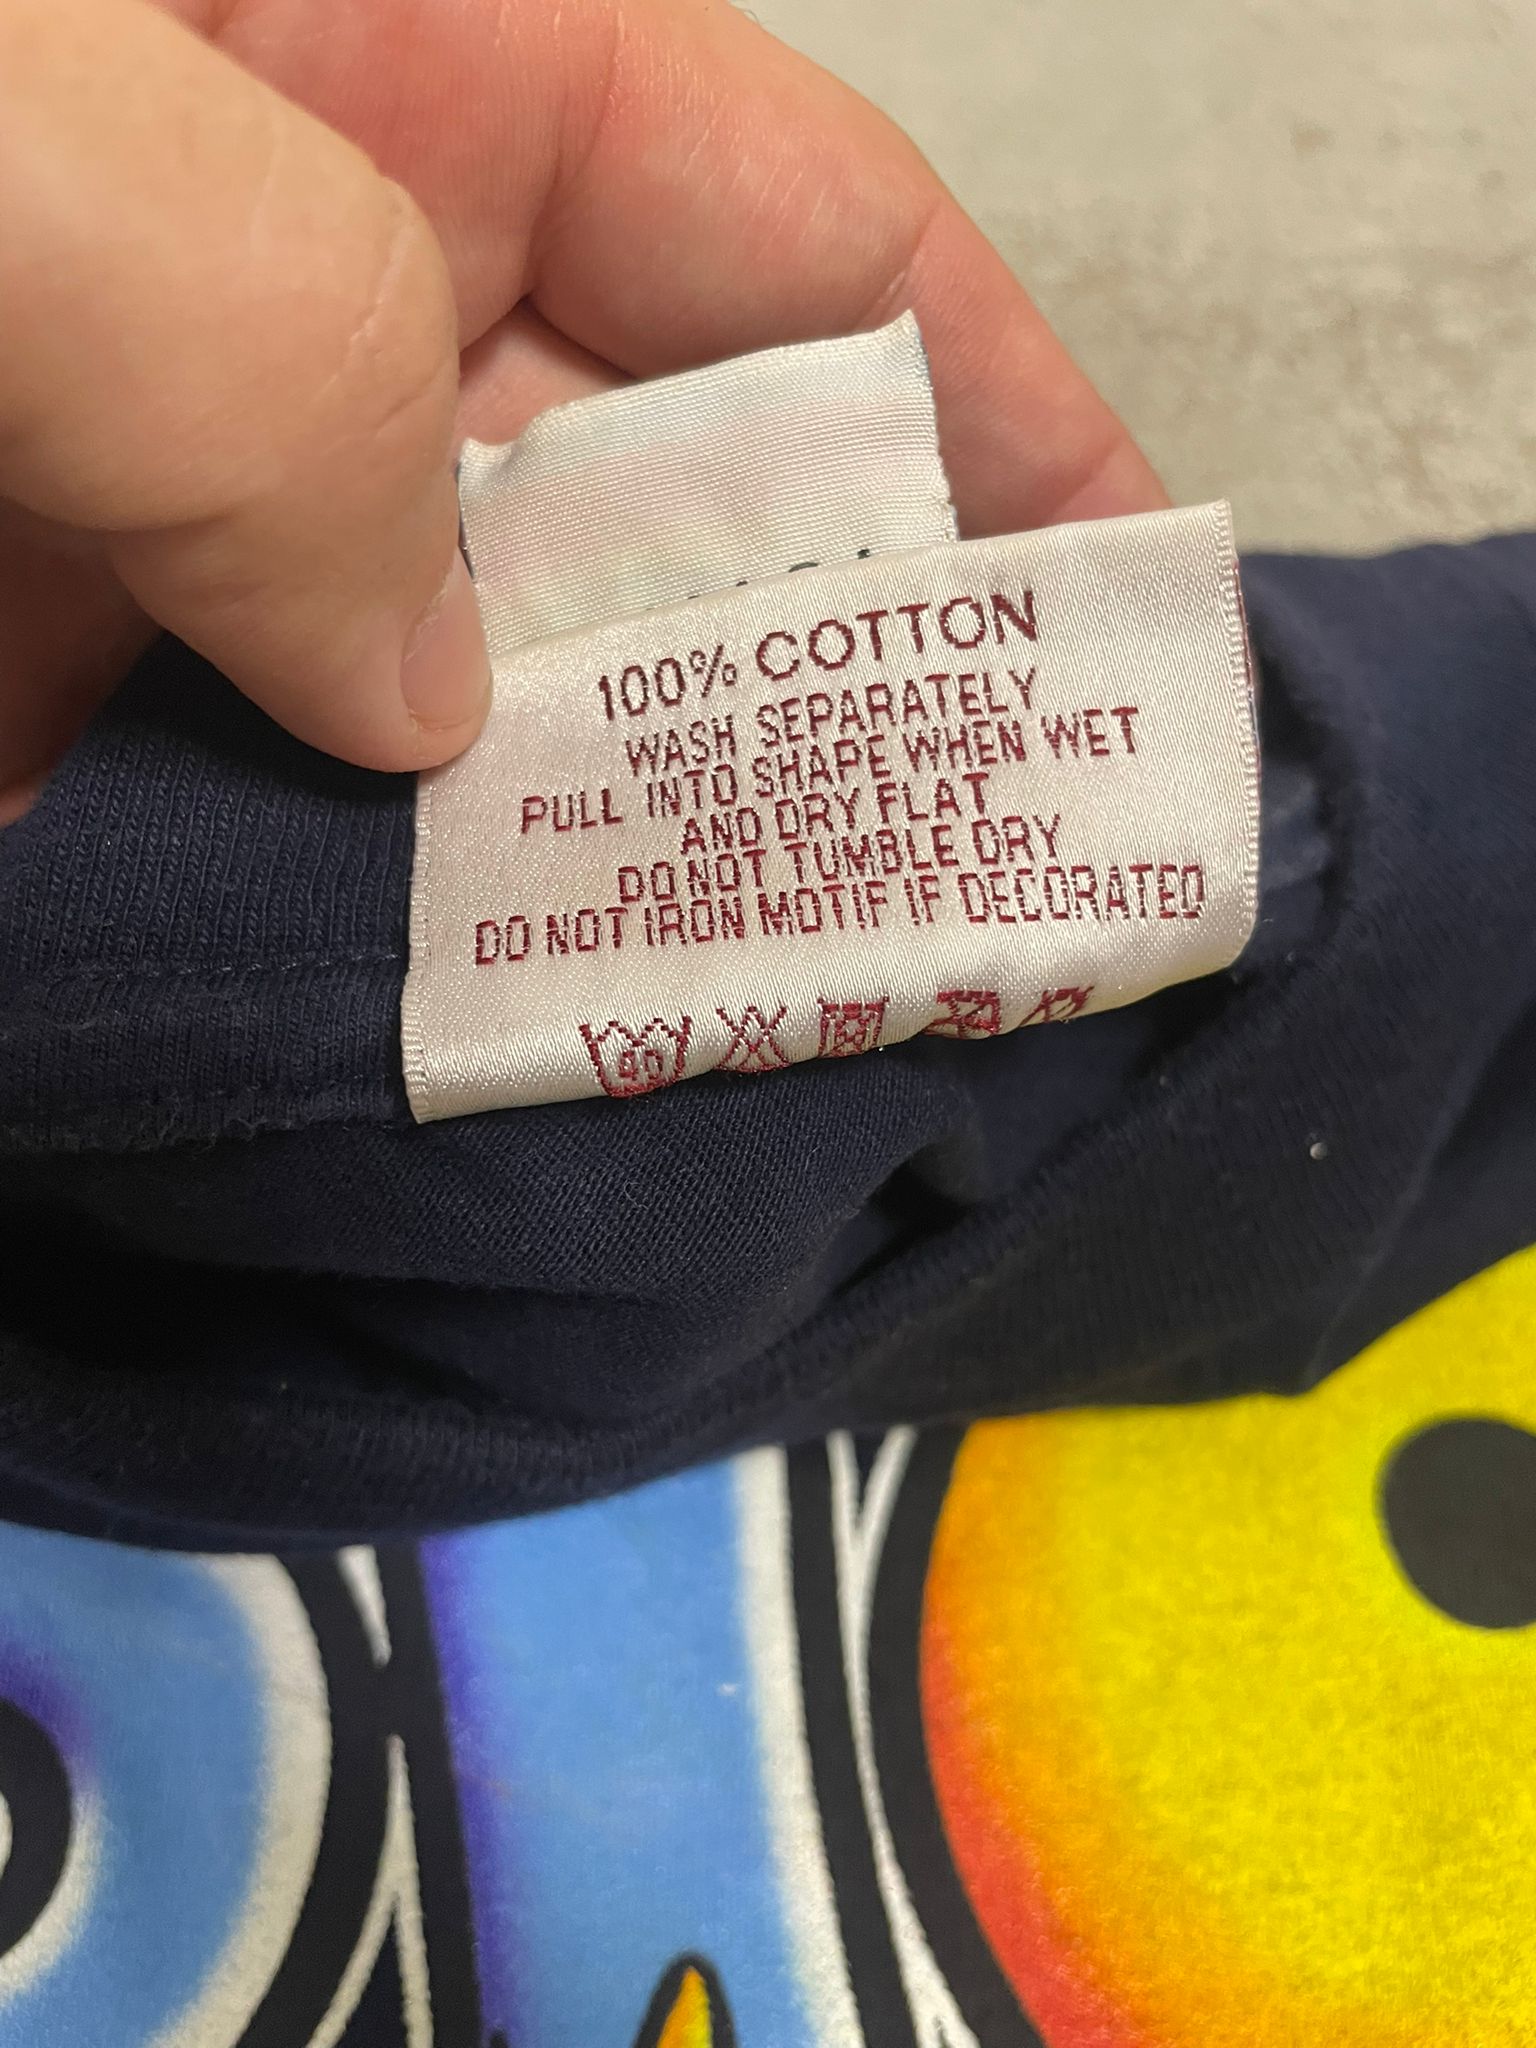 100% COTTON
WASH SEPARATELY
PULL INTO SHAPE WHEN WET
AND DRY FLAT
DO NOT TUMBLE DRY
DO NOT IRON MOTIF IF DECORATED
40